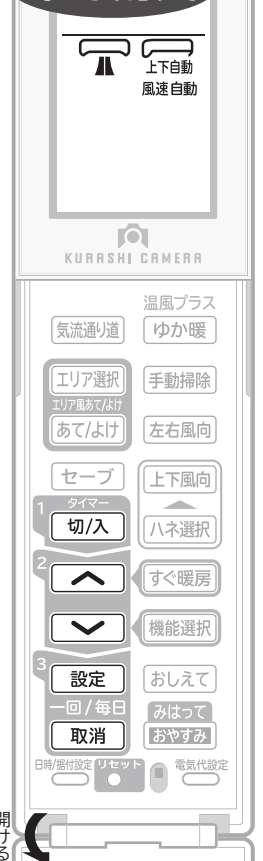 上下自動
風速自動
KURASHI CAMERA
温風プラス
気流通り道
ゆか暖
エリア選択
手動掃除
エリア風あて/よけ
あて/よけ
左右風向
セーブ
上下風向
1
タイマー
切/入
ハネ選択
2
すぐ暖房
機能選択
3
設定
おしえて
一回/毎日
みはって
取消
おやすみ
日時/据付設定
リセット
電気代設定
開ける